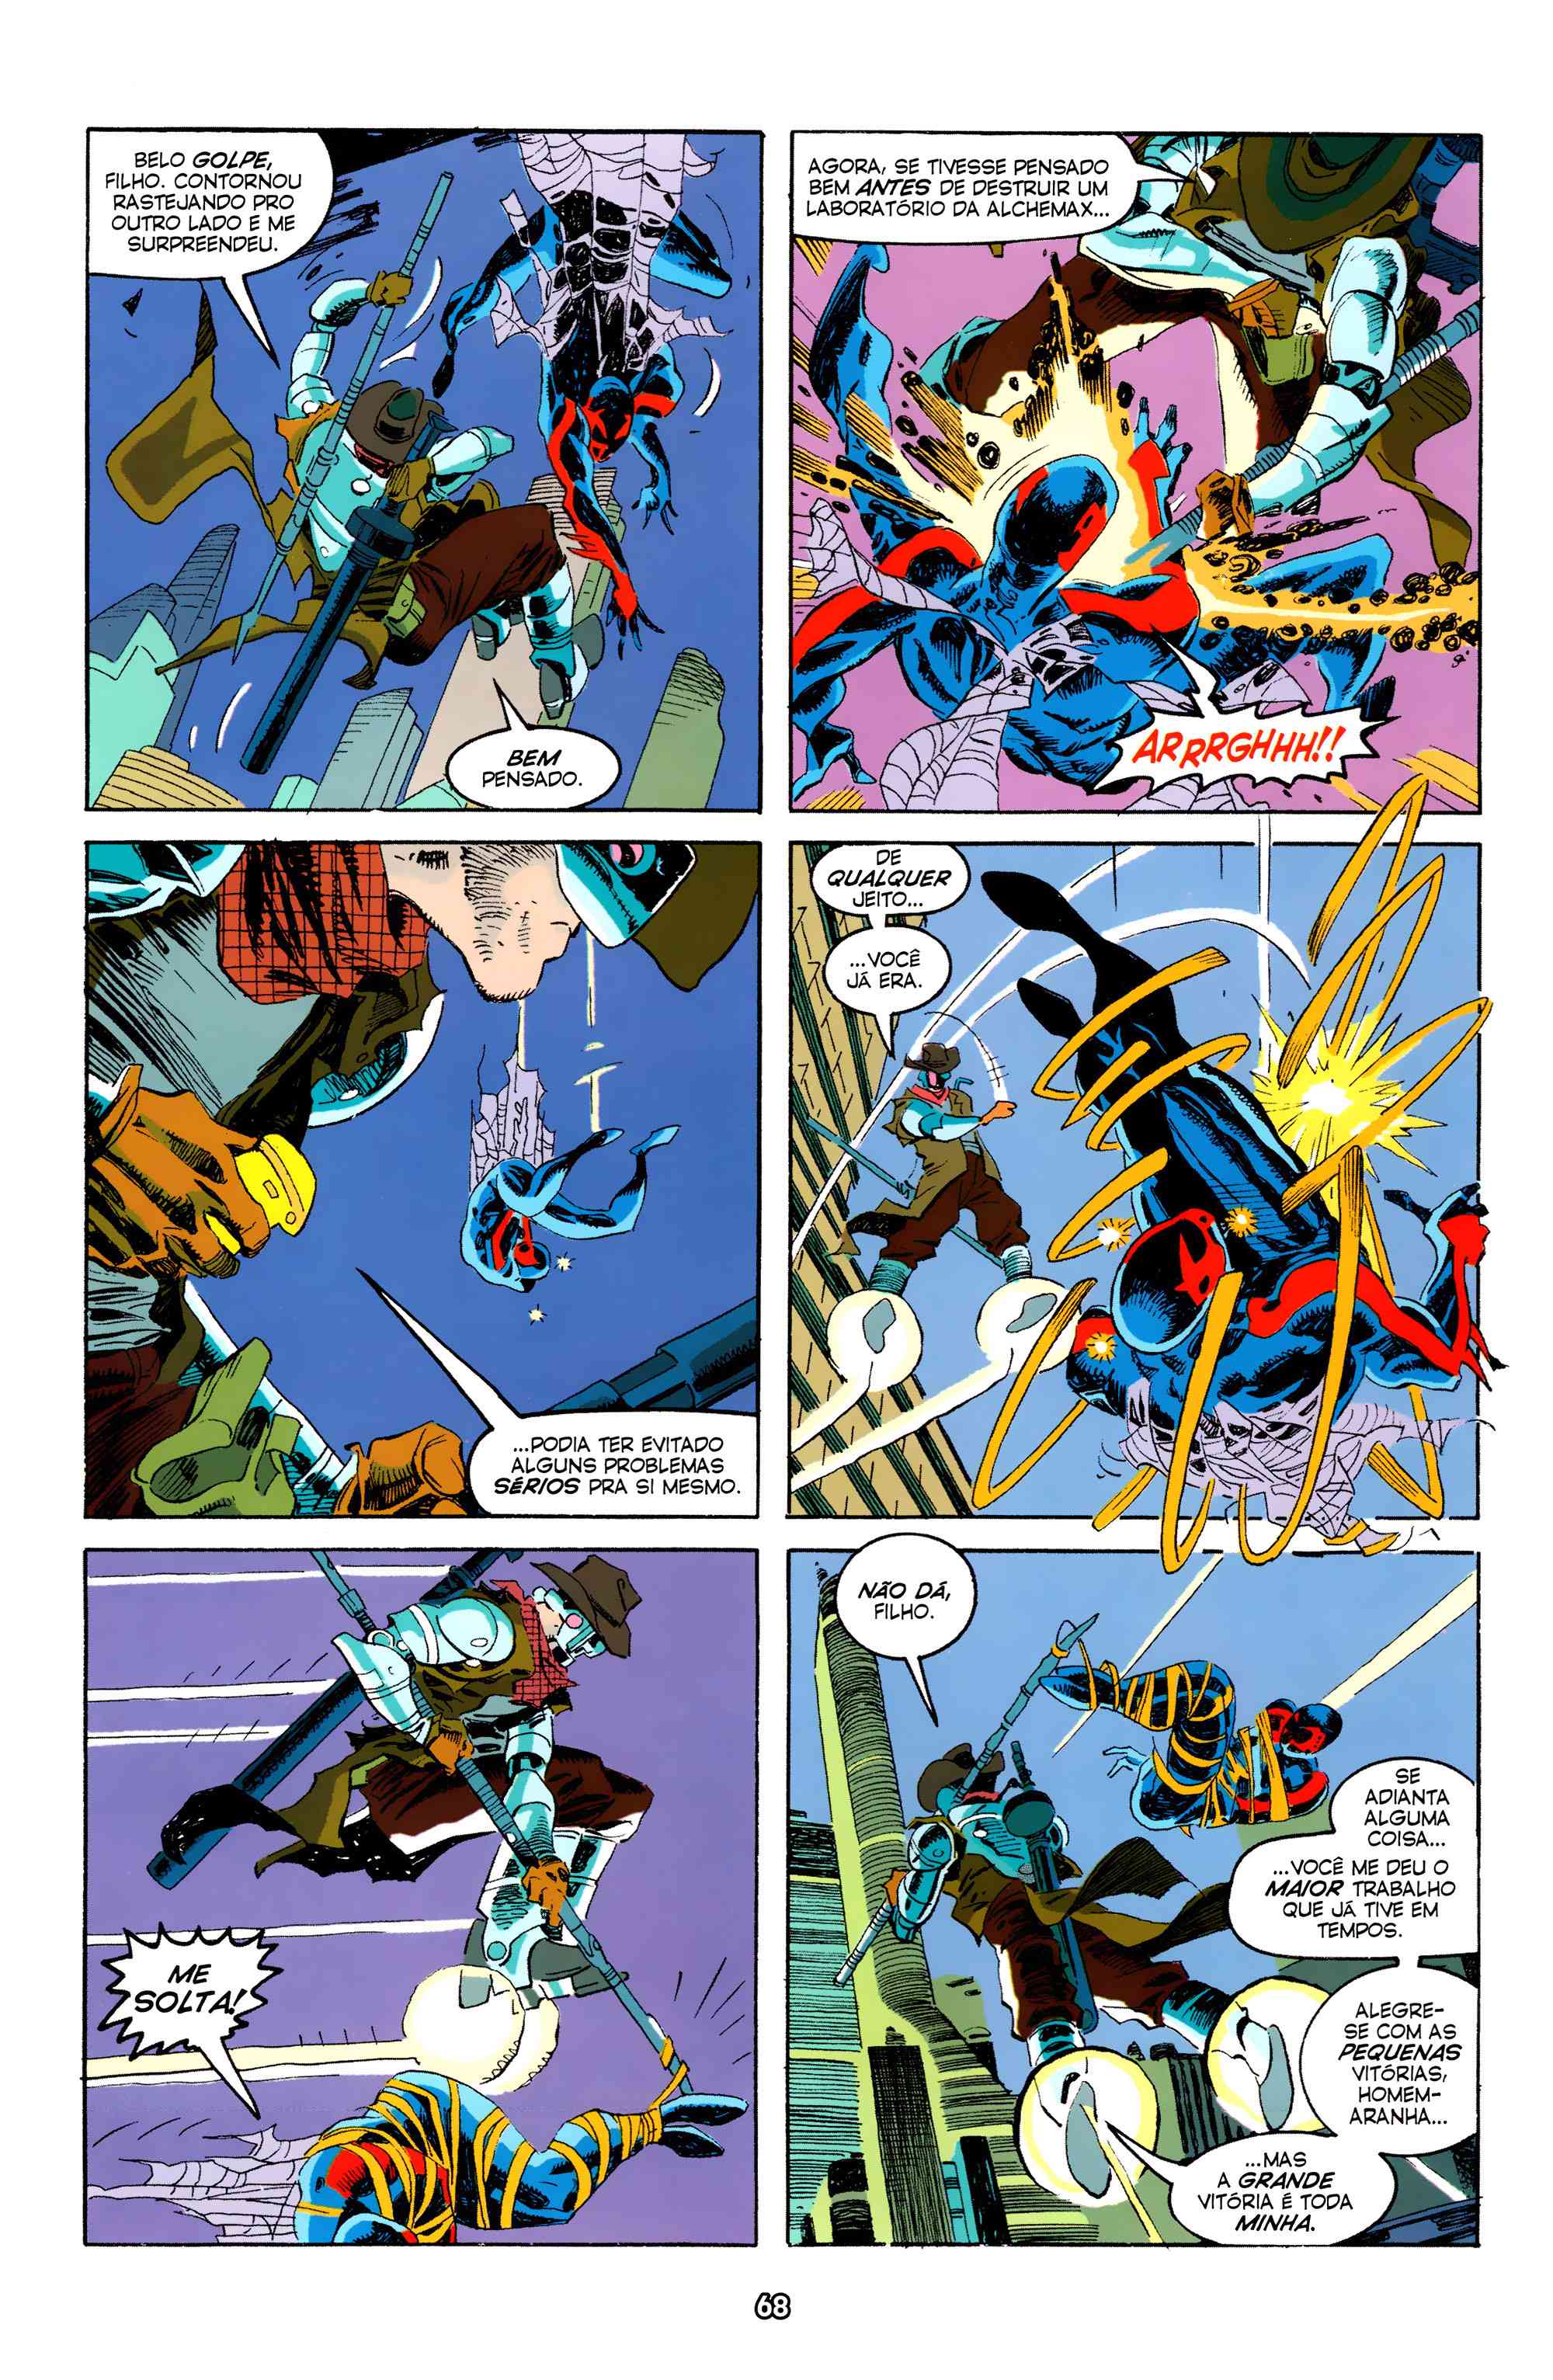 BELO GOLPE,
FILHO. CONTORNOU
RASTEJANDO PRO
OUTRO LADO E ME
SURPREENDEU.
BEM
PENSADO.
AGORA, SE TIVESSE PENSADO
BEM ANTES DE DESTRUIR UM
LABORATÓRIO DA ALCHEMAX...
ARRRGHHH!!
...PODIA TER EVITADO
ALGUNS PROBLEMAS
SÉRIOS PRA SI MESMO.
DE
QUALQUER
JEITO...
...VOCÊ
JÁ ERA.
ME
SOLTA!
NÃO DÁ,
FILHO.
SE
ADIANTA
ALGUMA
COISA...
...VOCÊ ME DEU O
MAIOR TRABALHO
QUE JÁ TIVE EM
TEMPOS.
ALEGRE-
SE COM AS
PEQUENAS
VITÓRIAS,
HOMEM-
ARANHA...
...MAS
A GRANDE
VITÓRIA É TODA
MINHA.
68